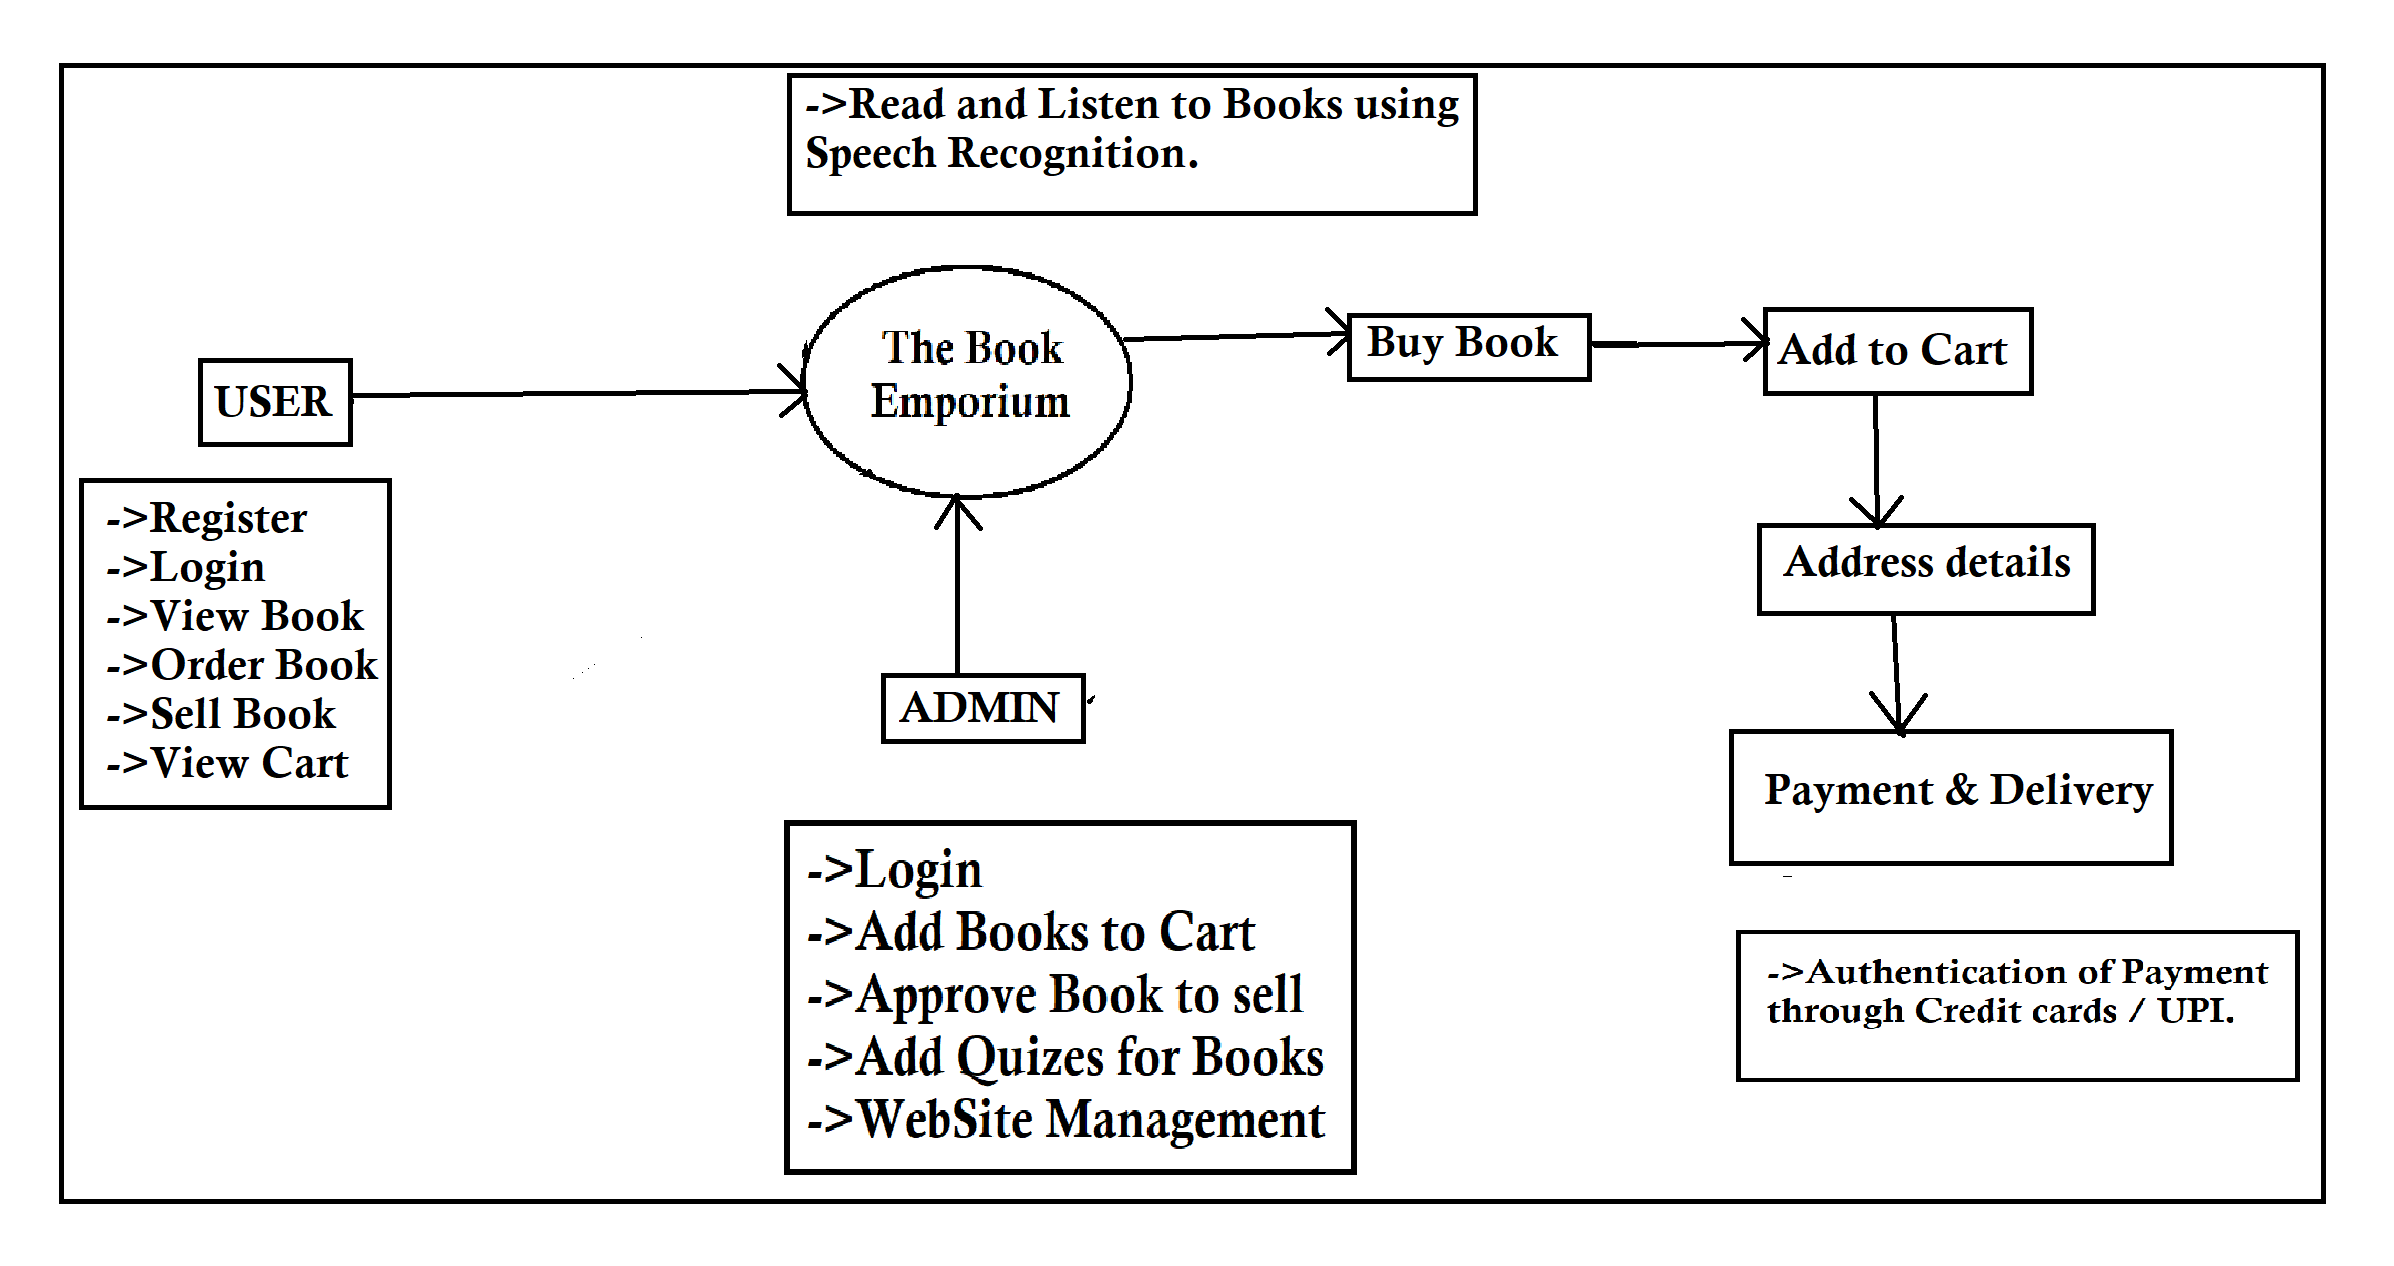 ->Read and Listen to Books using
Speech Recognition.
The Book
Emporium
Buy Book
Add to Cart
USER
->Register
->Login
->View Book
->Order Book
->Sell Book
->View Cart
Address details
ADMIN
Payment & Delivery
->Login
->Add Books to Cart
->Approve Book to sell
->Add Quizes for Books
->WebSite Management
->Authentication of Payment
through Credit cards / UPI.